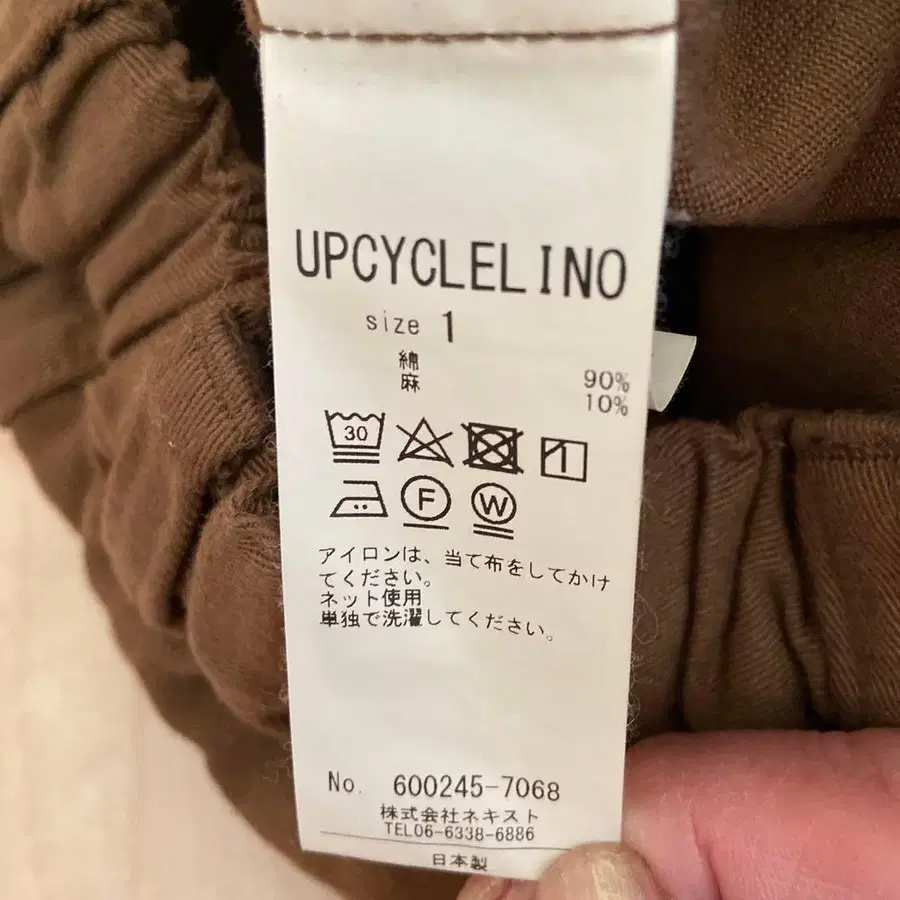 UPCYCLELINO
size 1
綿 90%
麻 10%
30
F W
アイロンは、当て布をしてかけ
てください。
ネット使用
単独で洗濯してください。
No. 600245-7068
株式会社ネキスト
TEL06-6338-6886
日本製